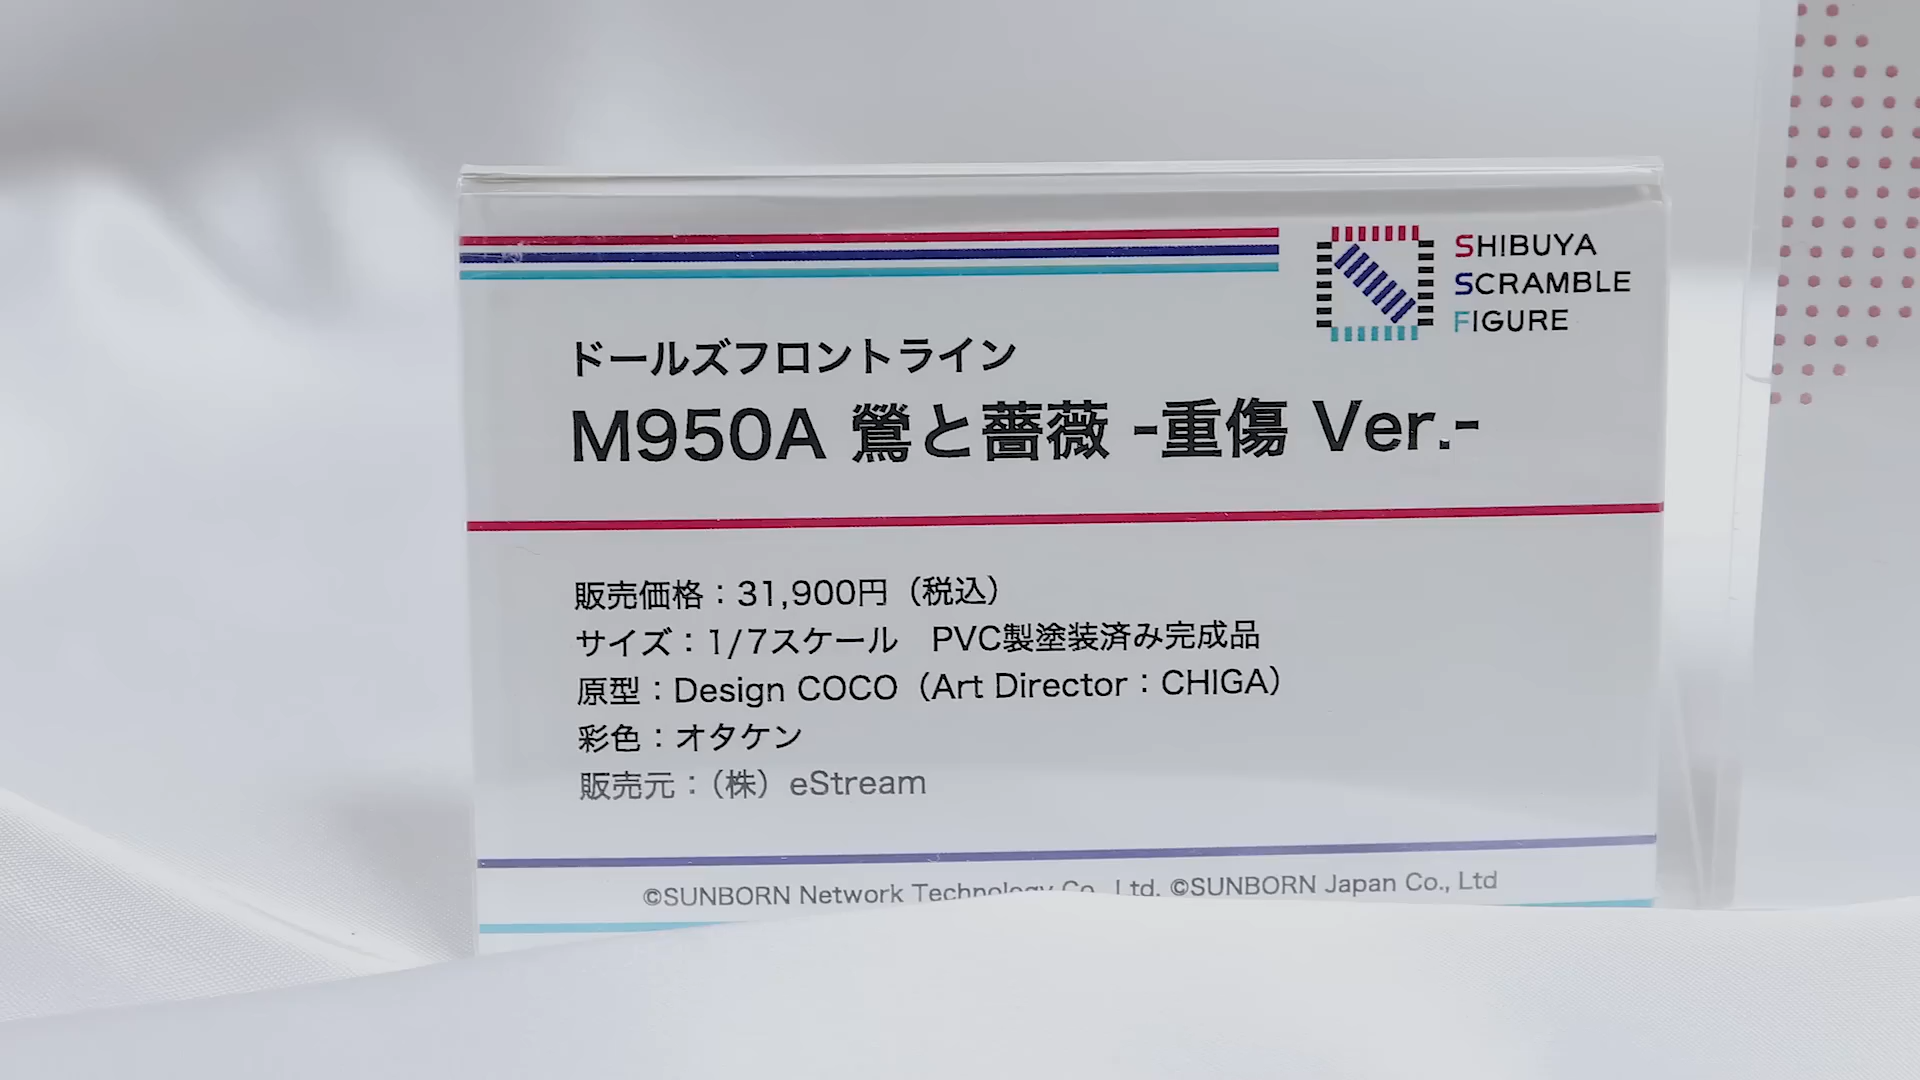 SHIBUYA
SCRAMBLE
FIGURE
ドールズフロントライン
M950A 鶯と薔薇 -重傷 Ver.-
販売価格：31,900円（税込）
サイズ：1/7スケール　PVC製塗装済み完成品
原型：Design COCO（Art Director：CHIGA）
彩色：オタケン
販売元：（株）eStream
©SUNBORN Network Technology Co., Ltd. ©SUNBORN Japan Co., Ltd